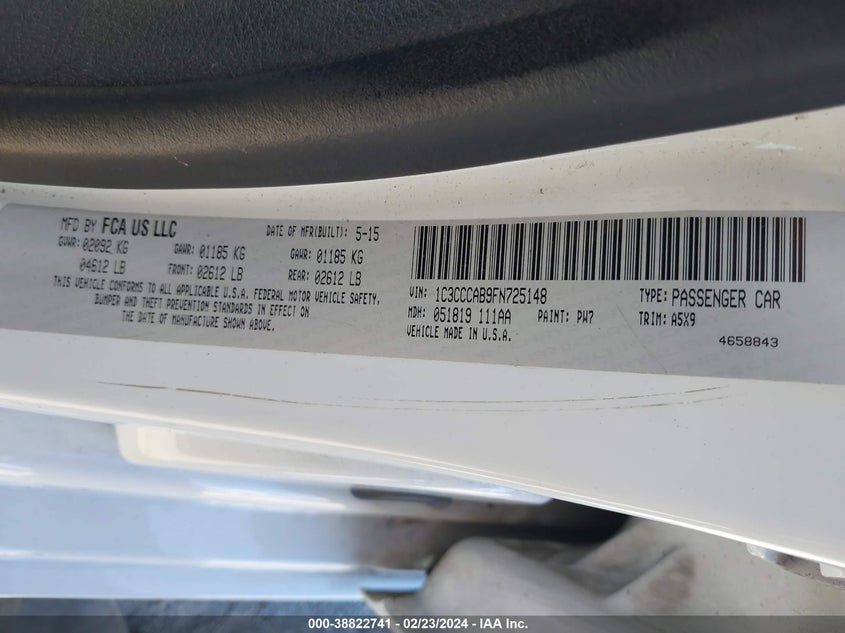 MFD BY FCA US LLC
DATE OF MFR(BUILT): 5-15
GVWR: 02092 KG
GAWR: 01185 KG
GAWR: 01185 KG
04612 LB
FRONT: 02612 LB
REAR: 02612 LB
THIS VEHICLE CONFORMS TO ALL APPLICABLE U.S.A. FEDERAL MOTOR VEHICLE SAFETY,
BUMPER AND THEFT PREVENTION STANDARDS IN EFFECT ON
THE DATE OF MANUFACTURE SHOWN ABOVE.
VIN: 1C3CCCAB9FN725148
TYPE: PASSENGER CAR
MDH: 051819 111AA
PAINT: PW7
TRIM: A5X9
VEHICLE MADE IN U.S.A.
4658843
000-38822741 - 02/23/2024 - IAA Inc.